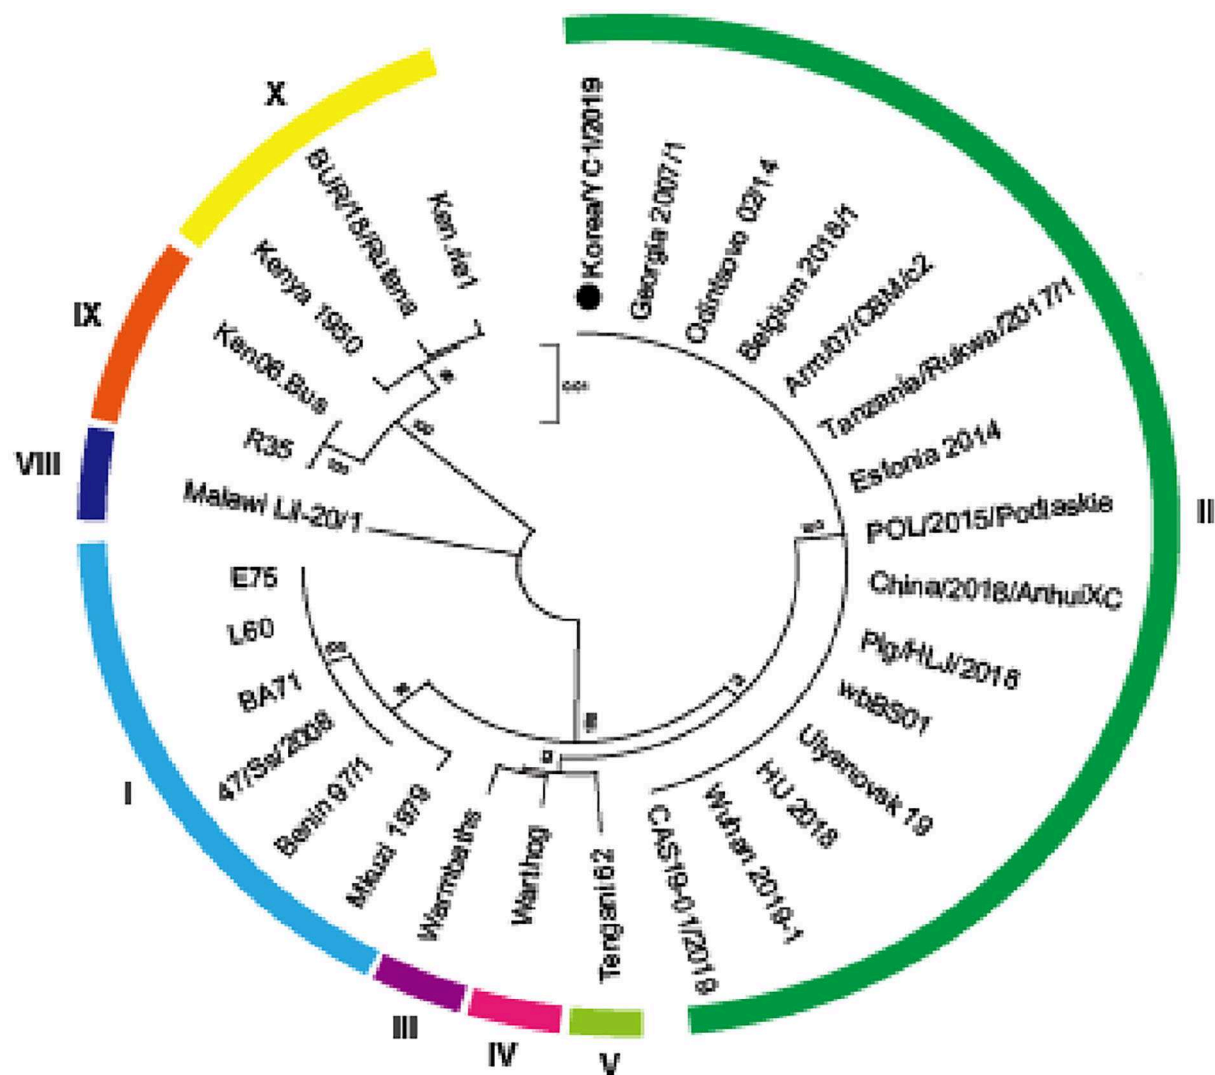 X
IX
VIII
I
III
IV
V
II
Korea/YC1/2019
Georgia 2007/1
Odintsovo 02/14
Belgium 2018/1
Arm/07/CBM/c2
Tanzania/Rukwa/2017/1
Estonia 2014
POL/2015/Podlaskie
China/2018/AnhuiXC
Pig/HLJ/2018
wbBS01
Ulyanovsk 19
HU 2018
Wuhan 2019-1
CAS19-01/2019
Tengani 62
Warthog
Warmbaths
Mkuzi 1979
Benin 97/1
47/Ss/2008
BA71
L60
E75
Malawi Lil-20/1
R35
Ken06.Bus
Kenya 1950
BUR/18/Rutana
Ken.rie1